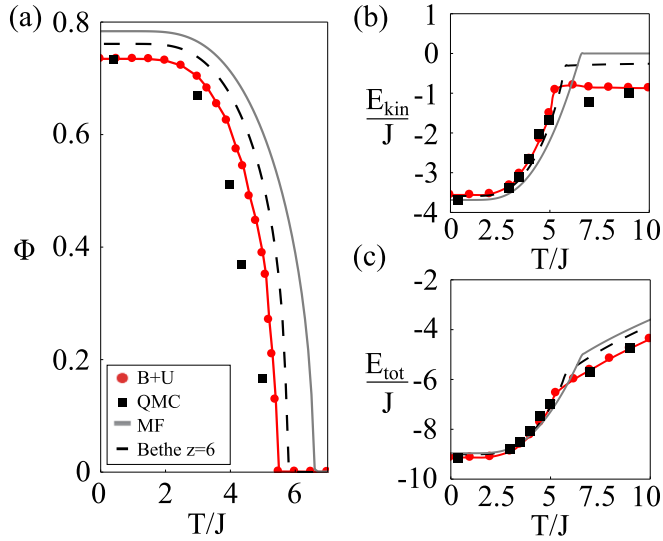 (a)
0.8
0.6
0.4
0.2
0
Φ
0 2 4 6
T/J
B+U
QMC
MF
Bethe z=6
(b)
0
-1
-2
-3
-4
E_kin
J
0 2.5 5 7.5 10
T/J
(c)
-2
-4
-6
-8
-10
E_tot
J
0 2.5 5 7.5 10
T/J